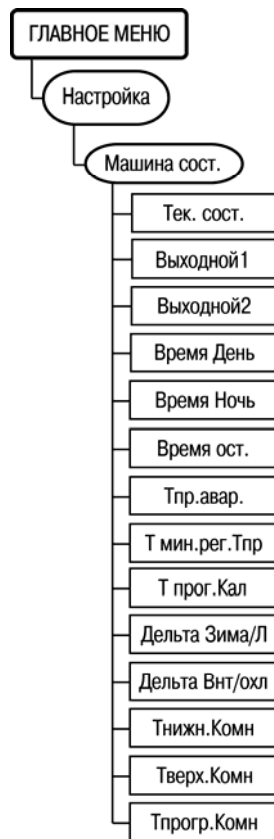 ГЛАВНОЕ МЕНЮ
Настройка
Машина сост.
Тек. сост.
Выходной1
Выходной2
Время День
Время Ночь
Время ост.
Тпр.авар.
Т мин.рег.Тпр
Т прог.Кал
Дельта Зима/Л
Дельта Внт/охл
Тнижн.Комн
Тверх.Комн
Тпрогр.Комн